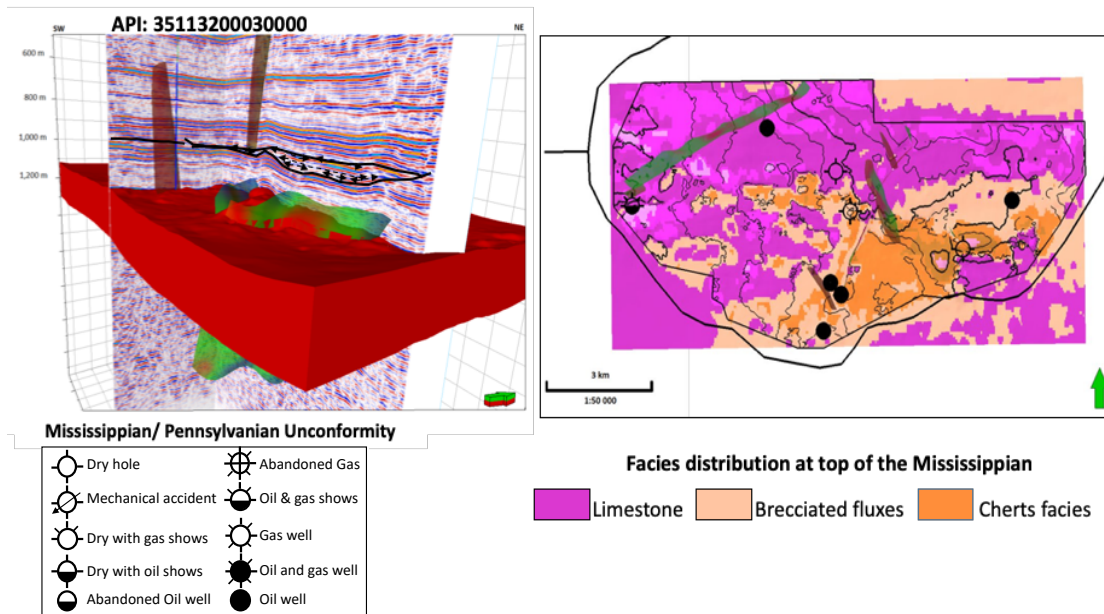 API: 35113200030000
SW
NE
600 m
800 m
1,000 m
1,200 m
3 km
1:50 000
Mississippian/ Pennsylvanian Unconformity
Dry hole
Abandoned Gas
Mechanical accident
Oil & gas shows
Dry with gas shows
Gas well
Dry with oil shows
Oil and gas well
Abandoned Oil well
Oil well
Facies distribution at top of the Mississippian
Limestone
Brecciated fluxes
Cherts facies